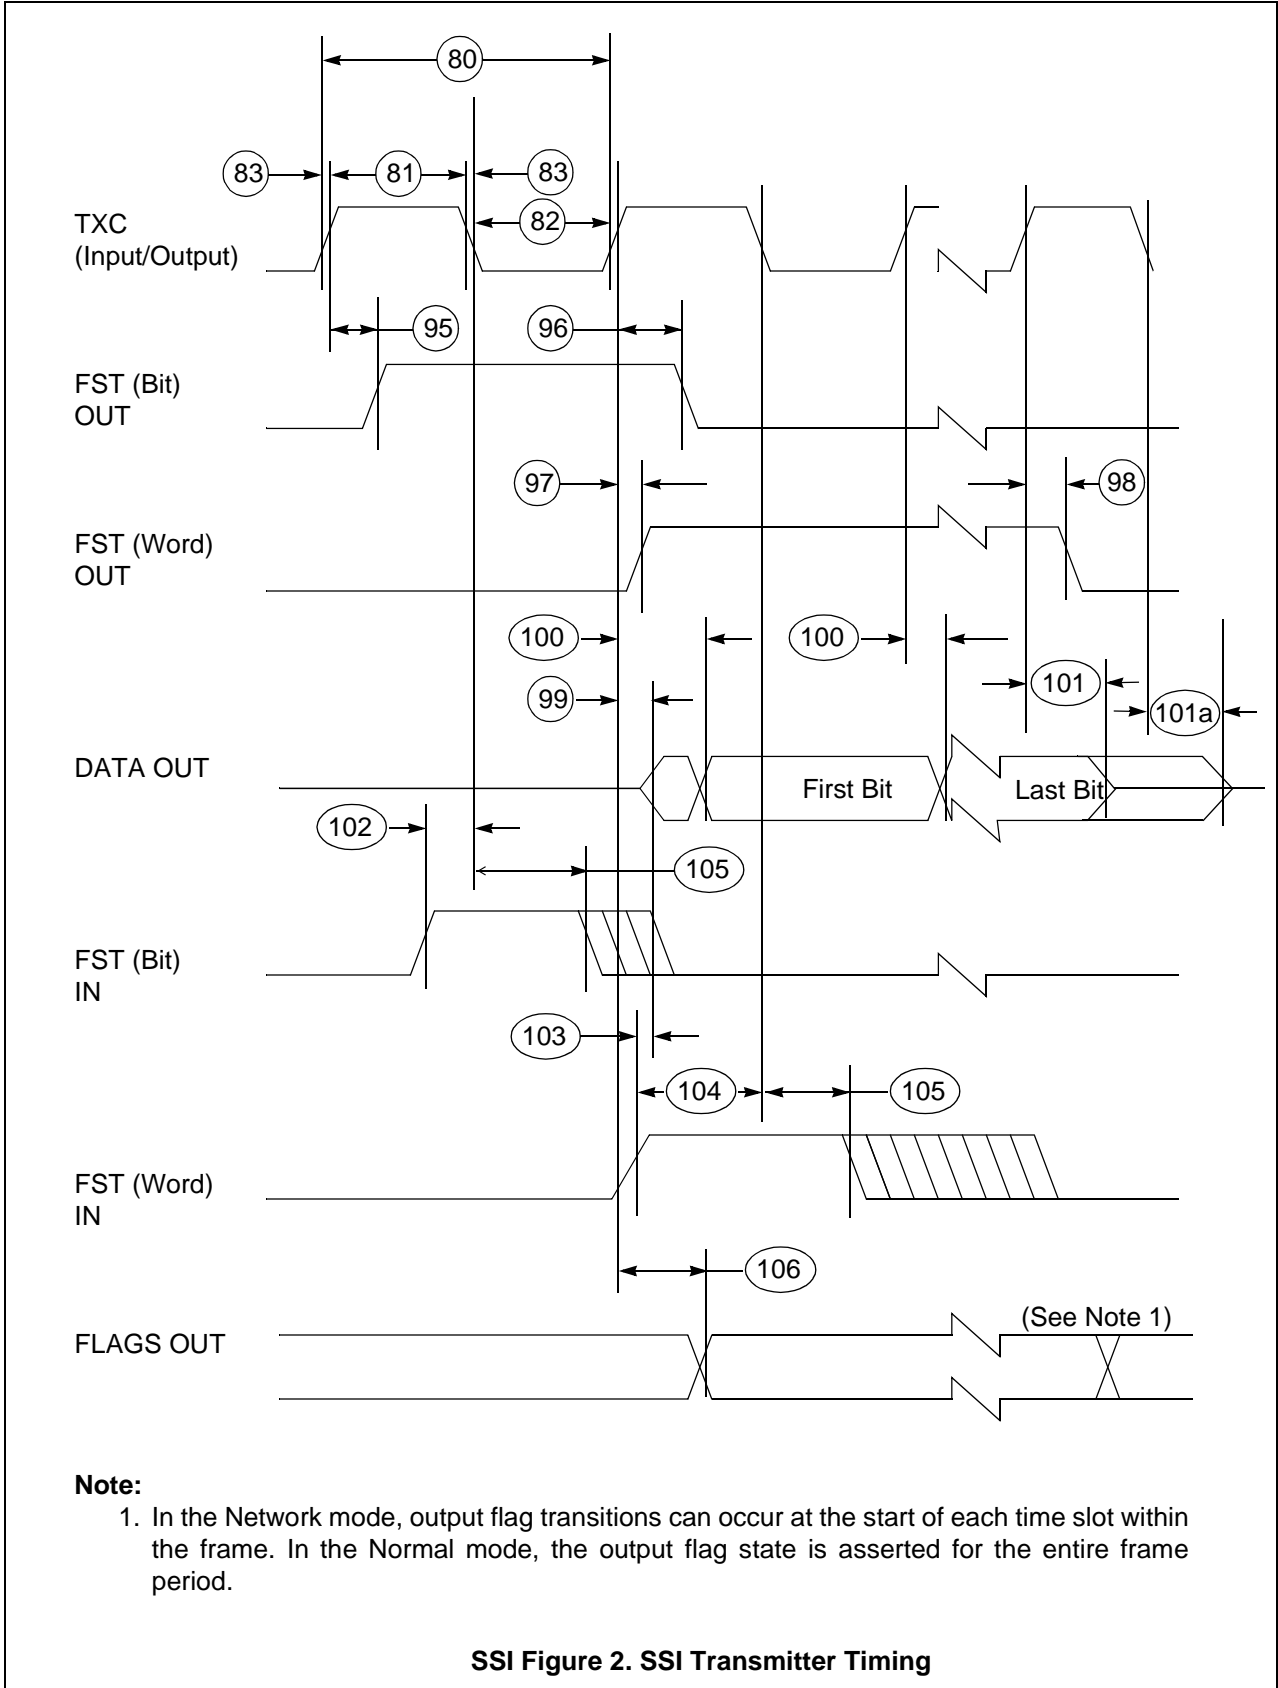 80
83
81
83
TXC
82
(Input/Output)
95
96
FST (Bit)
OUT
97
98
FST (Word)
OUT
100
100
101
99
101a
DATA OUT
First Bit
Last Bit
102
105
FST (Bit)
IN
103
104
105
FST (Word)
IN
106
(See Note 1)
FLAGS OUT
Note:
1. In the Network mode, output flag transitions can occur at the start of each time slot within
the frame. In the Normal mode, the output flag state is asserted for the entire frame
period.
SSI Figure 2. SSI Transmitter Timing